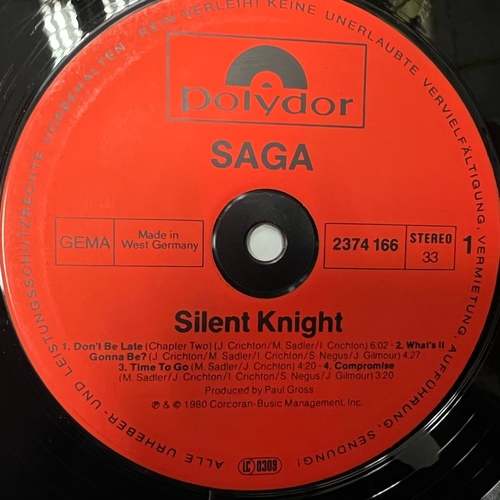 ALLE URHEBER- UND LEISTUNGSSCHUTZRECHTE VORBEHALTEN. KEIN VERLEIH! KEINE UNERLAUBTE VERVIELFÄLTIGUNG, VERMIETUNG, AUFFÜHRUNG, SENDUNG!
polydor
SAGA
GEMA
Made in
West Germany
2374 166
STEREO
33
1
Silent Knight
1. Don't Be Late (Chapter Two) (J. Crichton/M. Sadler/I. Crichton) 6:02 - 2. What's It
Gonna Be? (J. Crichton/M. Sadler/I. Crichton/S. Negus/J. Gilmour) 4:27
3. Time To Go (M. Sadler/J. Crichton) 4:20 - 4. Compromise
(M. Sadler/J. Crichton/I. Crichton/S. Negus/J. Gilmour) 3:20
Produced by Paul Gross
℗ & © 1980 Corcoran-Busic Management, Inc.
LC 0309